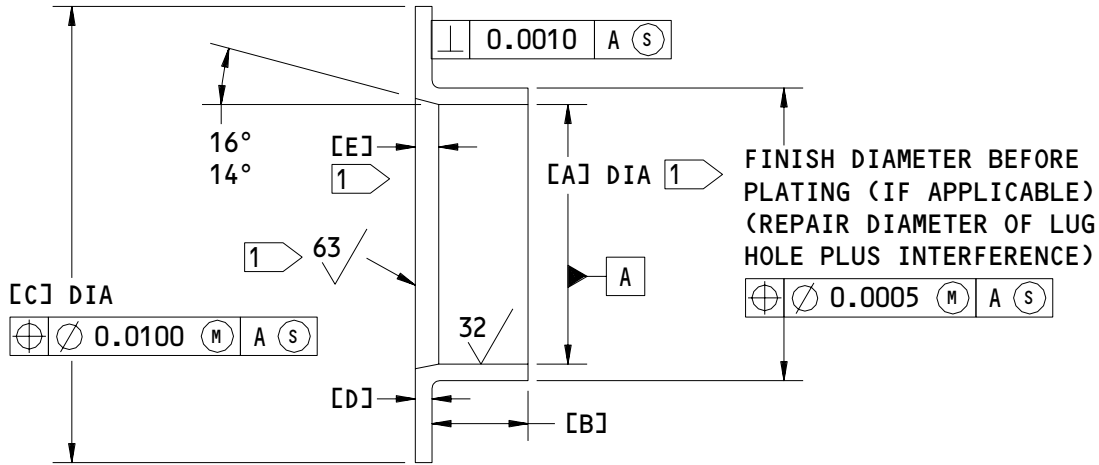 ⊥ 0.0010 A Ⓢ
16°
14°
[E]
1
[A] DIA 1
FINISH DIAMETER BEFORE
PLATING (IF APPLICABLE)
(REPAIR DIAMETER OF LUG
HOLE PLUS INTERFERENCE)
⌖ ⌀ 0.0005 Ⓜ A Ⓢ
1 63
A
[C] DIA
⌖ ⌀ 0.0100 Ⓜ A Ⓢ
32
[D]
[B]